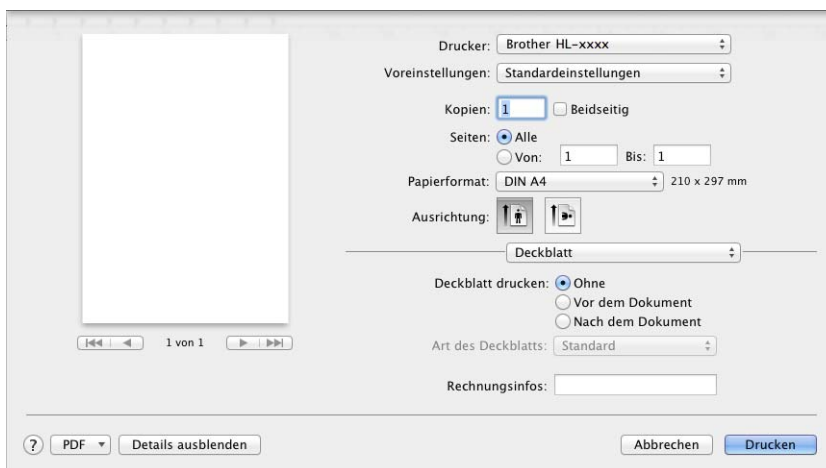 Drucker: Brother HL-xxxx
Voreinstellungen: Standardeinstellungen
Kopien: 1 Beidseitig
Seiten: Alle
Von: 1 Bis: 1
Papierformat: DIN A4 210 x 297 mm
Ausrichtung:
Deckblatt
Deckblatt drucken: Ohne
Vor dem Dokument
Nach dem Dokument
Art des Deckblatts: Standard
Rechnungsinfos:
1 von 1
? PDF Details ausblenden Abbrechen Drucken